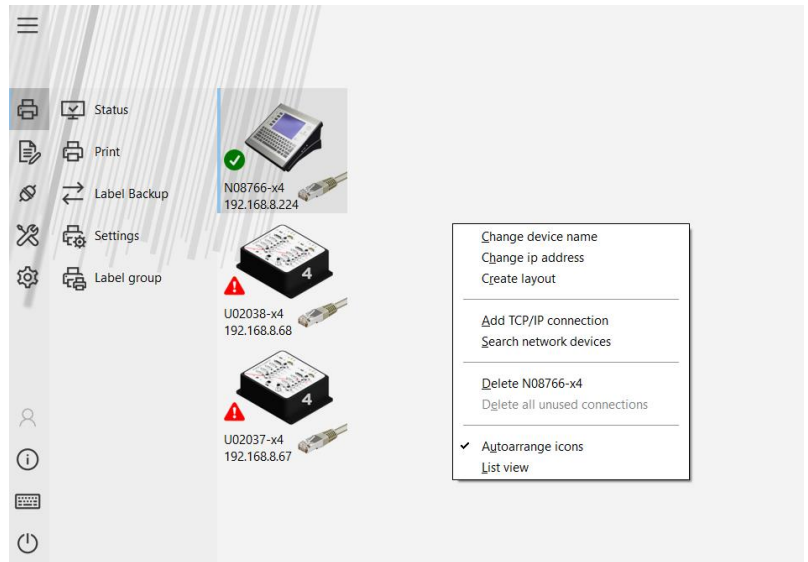 Status
Print
Label Backup
Settings
Label group
N08766-x4
192.168.8.224
4
U02038-x4
192.168.8.68
4
U02037-x4
192.168.8.67
Change device name
Change ip address
Create layout
Add TCP/IP connection
Search network devices
Delete N08766-x4
Delete all unused connections
Autoarrange icons
List view